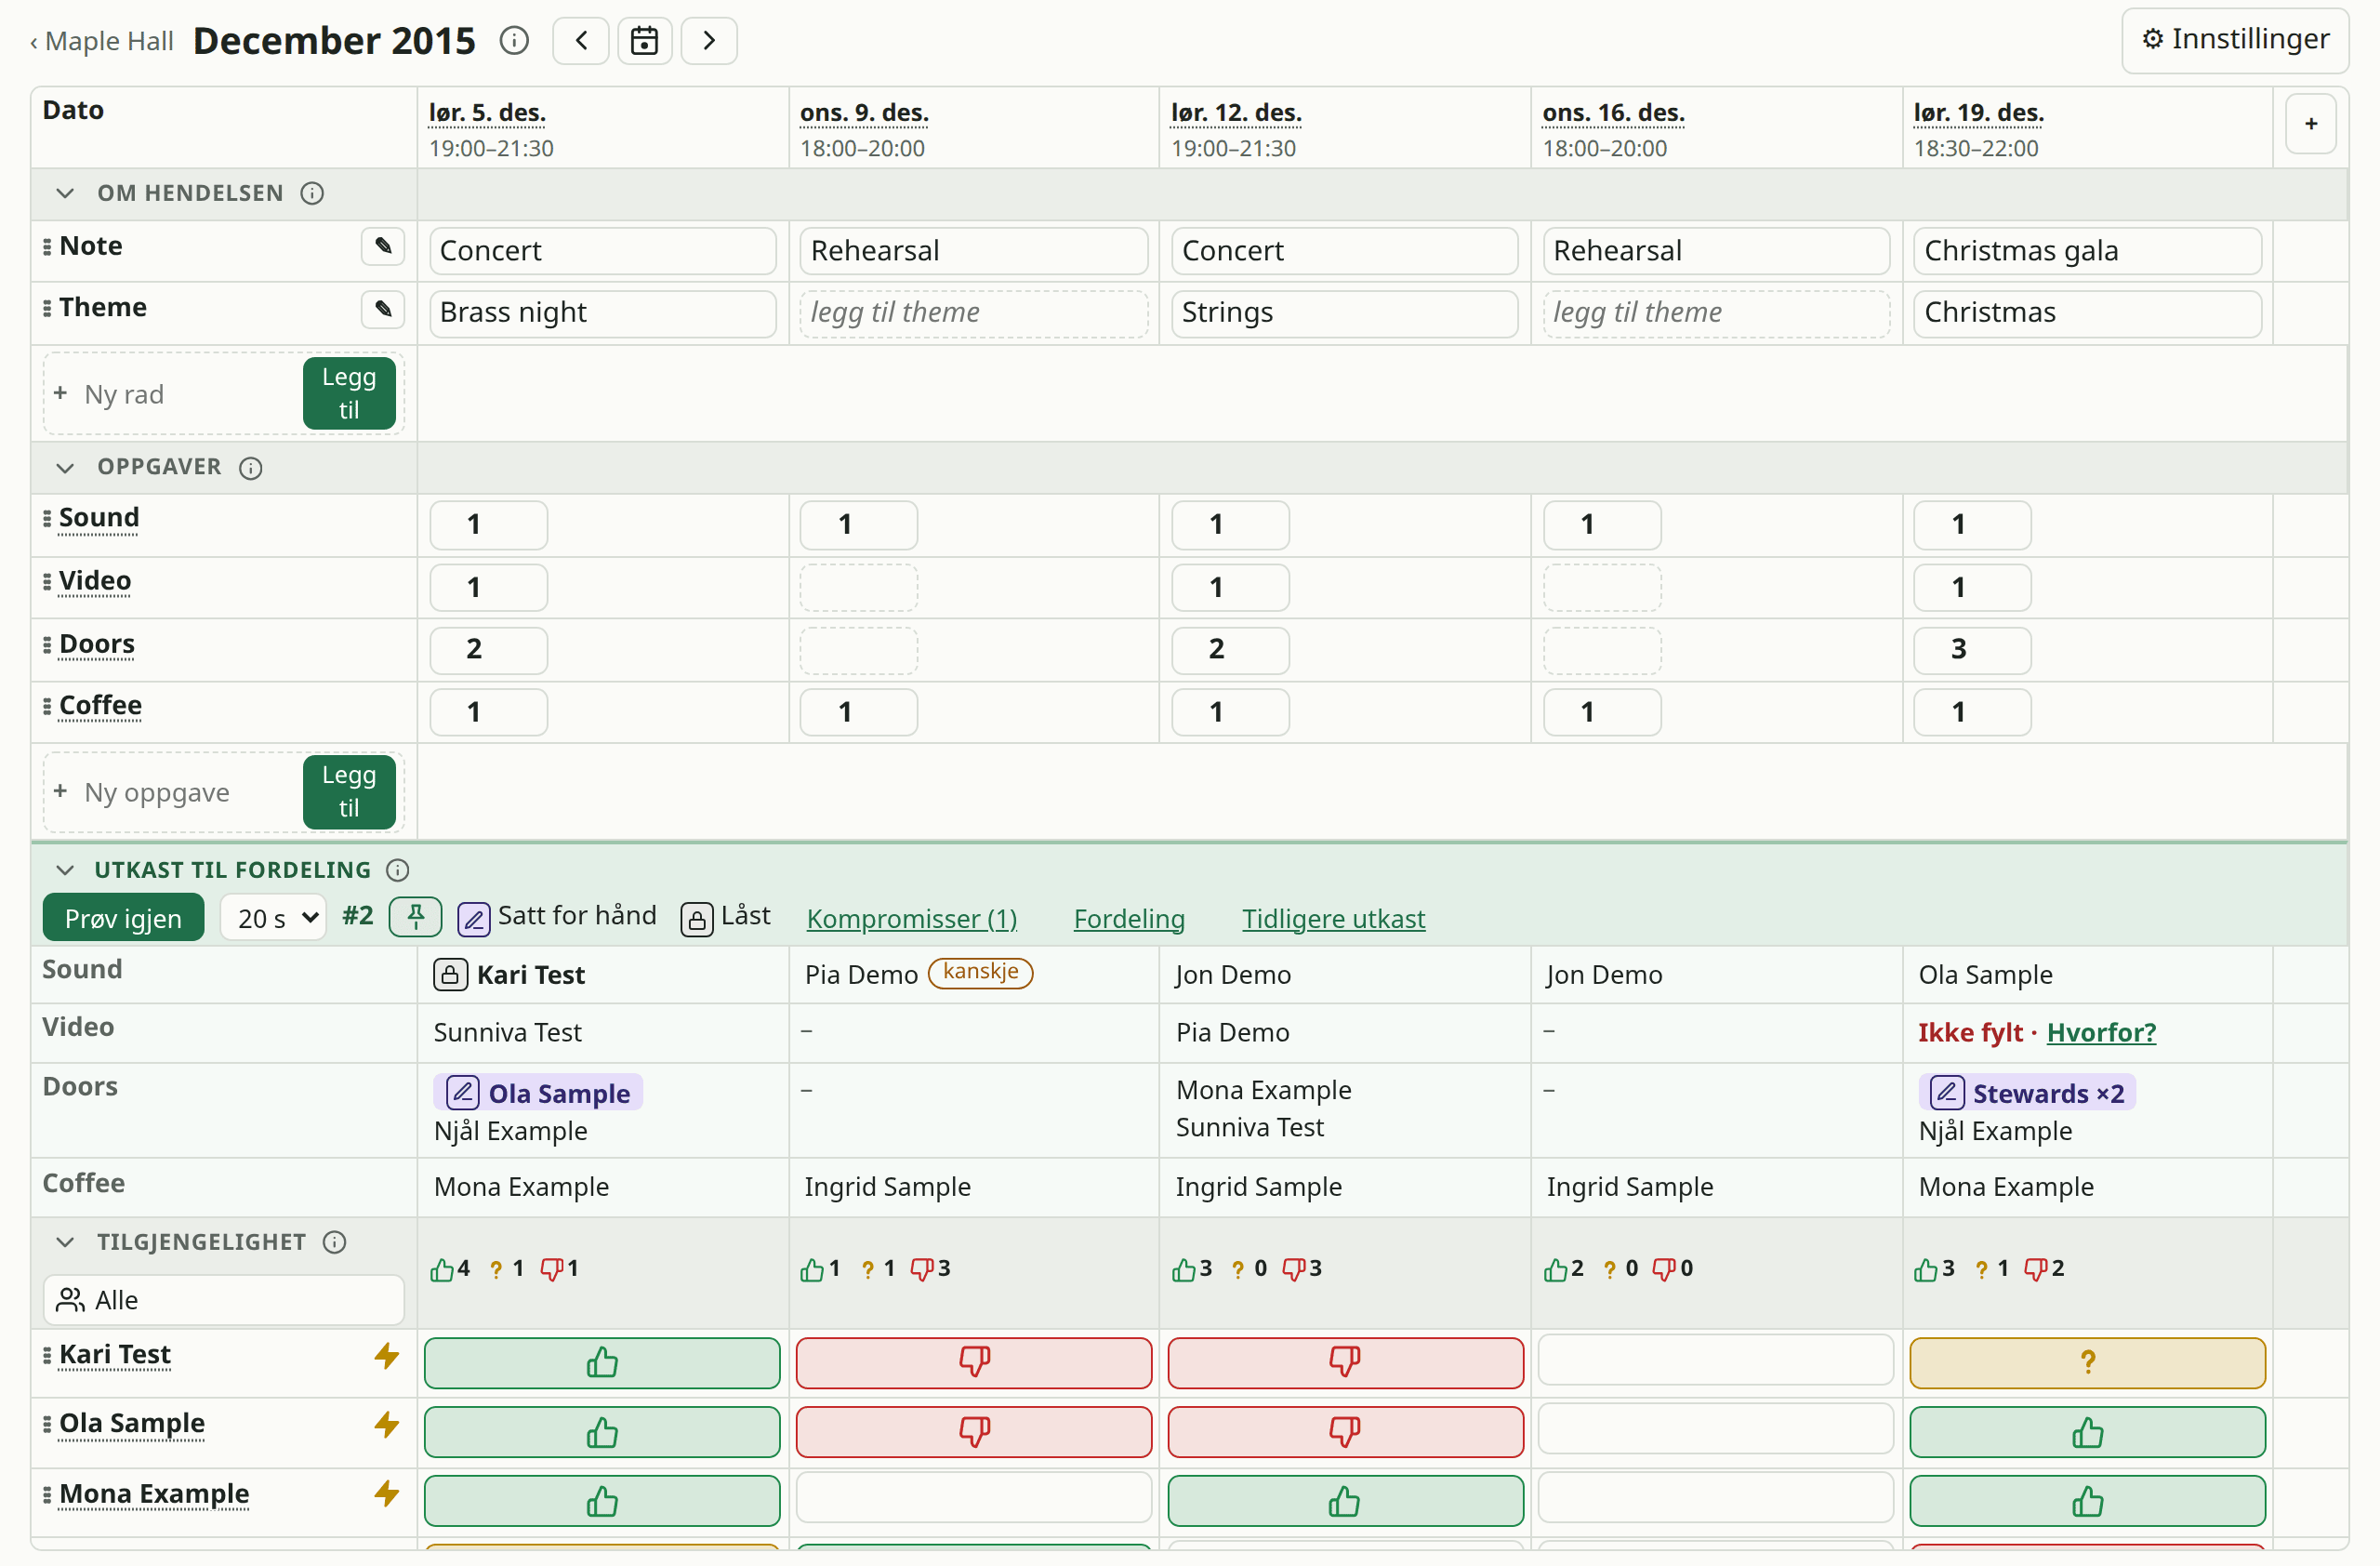 ‹ Maple Hall December 2015 Innstillinger
Dato lør. 5. des. ons. 9. des. lør. 12. des. ons. 16. des. lør. 19. des. +
19:00–21:30 18:00–20:00 19:00–21:30 18:00–20:00 18:30–22:00
OM HENDELSEN
Note Concert Rehearsal Concert Rehearsal Christmas gala
Theme Brass night legg til theme Strings legg til theme Christmas
+ Ny rad Legg til
OPPGAVER
Sound 1 1 1 1 1
Video 1 1 1
Doors 2 2 3
Coffee 1 1 1 1 1
+ Ny oppgave Legg til
UTKAST TIL FORDELING
Prøv igjen 20 s #2 Satt for hånd Låst Kompromisser (1) Fordeling Tidligere utkast
Sound Kari Test Pia Demo kanskje Jon Demo Jon Demo Ola Sample
Video Sunniva Test – Pia Demo – Ikke fylt · Hvorfor?
Doors Ola Sample – Mona Example – Stewards ×2
Njål Example Sunniva Test Njål Example
Coffee Mona Example Ingrid Sample Ingrid Sample Ingrid Sample Mona Example
TILGJENGELIGHET
4 ? 1 1 1 ? 1 3 3 ? 0 3 2 ? 0 0 3 ? 1 2
Alle
Kari Test ?
Ola Sample
Mona Example